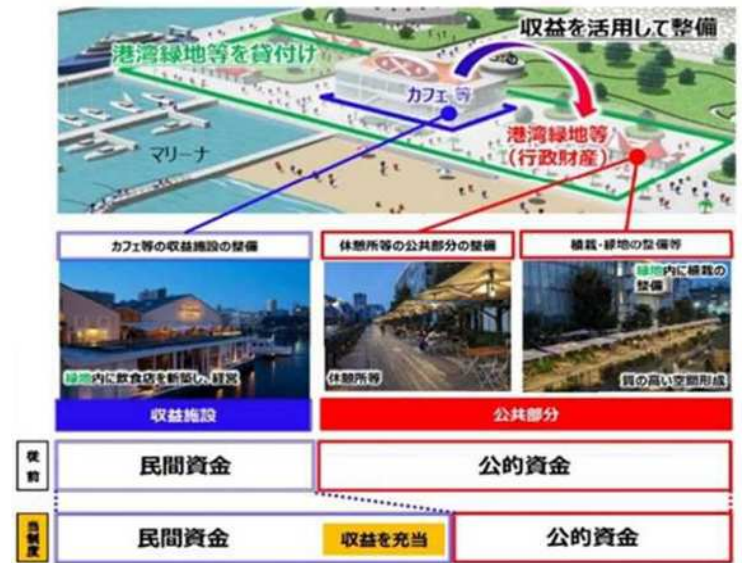 収益を活用して整備
港湾緑地等を貸付け
カフェ 等
港湾緑地等
(行政財産)
マリーナ
カフェ等の収益施設の整備
休憩所等の公共部分の整備
植栽・緑地の整備等
緑地内に植栽の
整備
緑地内に飲食店を新築し、経営
休憩所等
質の高い空間形成
収益施設
公共部分
従前
民間資金
公的資金
当制度
民間資金
収益を充当
公的資金